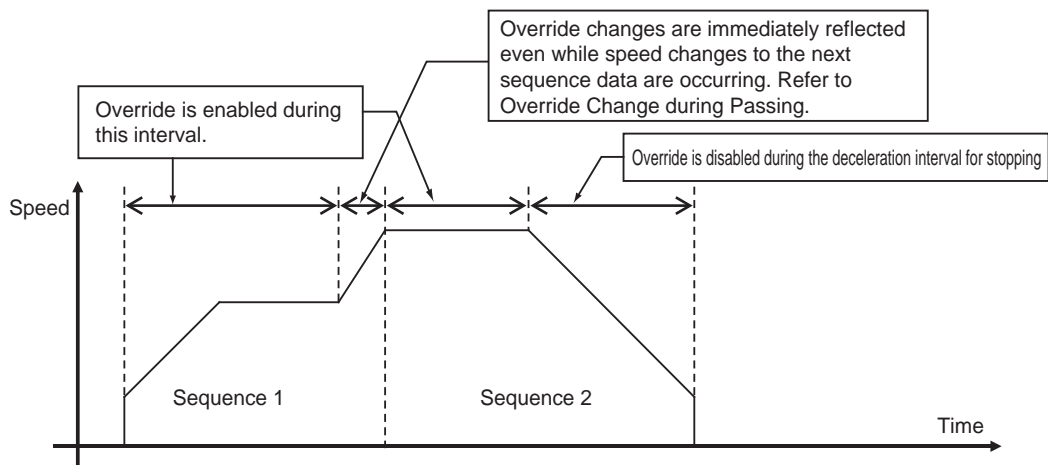 Override changes are immediately reflected
even while speed changes to the next
sequence data are occurring. Refer to
Override Change during Passing.
Override is enabled during
this interval.
Override is disabled during the deceleration interval for stopping
Speed
Sequence 1
Sequence 2
Time